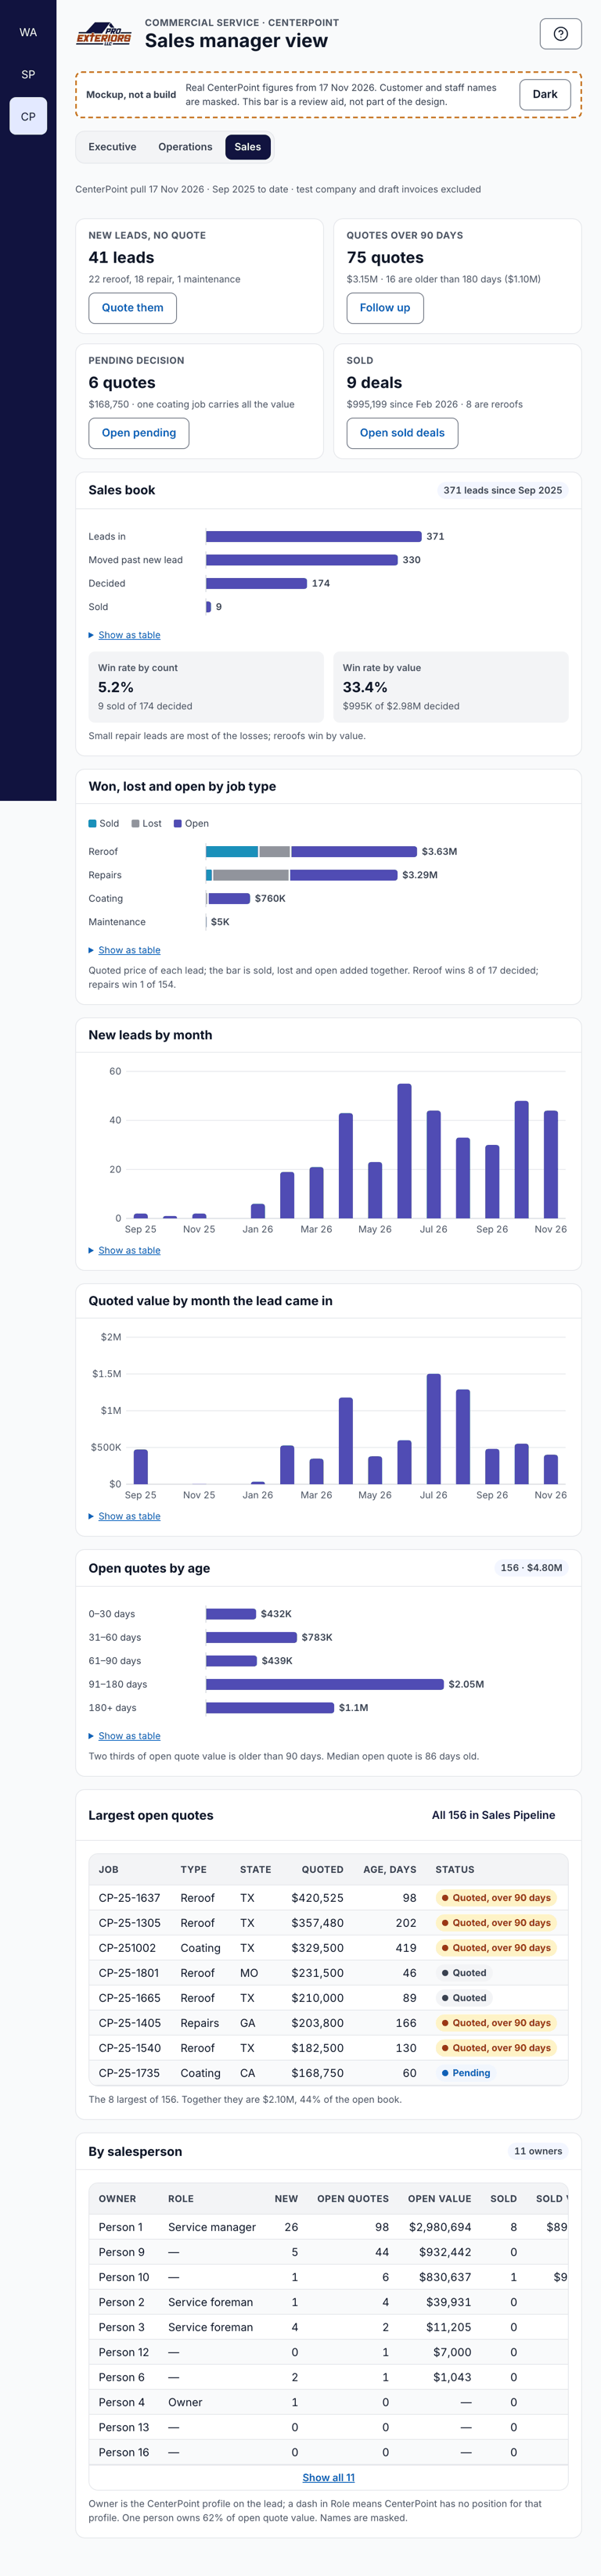 WA
SP
CP
PRO
EXTERIORS
LLC
COMMERCIAL SERVICE · CENTERPOINT
Sales manager view
Mockup, not a build
Real CenterPoint figures from 17 Nov 2026. Customer and staff names
are masked. This bar is a review aid, not part of the design.
Dark
Executive Operations Sales
CenterPoint pull 17 Nov 2026 · Sep 2025 to date · test company and draft invoices excluded
NEW LEADS, NO QUOTE
41 leads
22 reroof, 18 repair, 1 maintenance
Quote them
QUOTES OVER 90 DAYS
75 quotes
$3.15M · 16 are older than 180 days ($1.10M)
Follow up
PENDING DECISION
6 quotes
$168,750 · one coating job carries all the value
Open pending
SOLD
9 deals
$995,199 since Feb 2026 · 8 are reroofs
Open sold deals
Sales book
371 leads since Sep 2025
Leads in 371
Moved past new lead 330
Decided 174
Sold 9
Show as table
Win rate by count
5.2%
9 sold of 174 decided
Win rate by value
33.4%
$995K of $2.98M decided
Small repair leads are most of the losses; reroofs win by value.
Won, lost and open by job type
Sold Lost Open
Reroof $3.63M
Repairs $3.29M
Coating $760K
Maintenance $5K
Show as table
Quoted price of each lead; the bar is sold, lost and open added together. Reroof wins 8 of 17 decided;
repairs win 1 of 154.
New leads by month
60
40
20
0
Sep 25 Nov 25 Jan 26 Mar 26 May 26 Jul 26 Sep 26 Nov 26
Show as table
Quoted value by month the lead came in
$2M
$1.5M
$1M
$500K
$0
Sep 25 Nov 25 Jan 26 Mar 26 May 26 Jul 26 Sep 26 Nov 26
Show as table
Open quotes by age
156 · $4.80M
0–30 days $432K
31–60 days $783K
61–90 days $439K
91–180 days $2.05M
180+ days $1.1M
Show as table
Two thirds of open quote value is older than 90 days. Median open quote is 86 days old.
Largest open quotes
All 156 in Sales Pipeline
JOB TYPE STATE QUOTED AGE, DAYS STATUS
CP-25-1637 Reroof TX $420,525 98 Quoted, over 90 days
CP-25-1305 Reroof TX $357,480 202 Quoted, over 90 days
CP-251002 Coating TX $329,500 419 Quoted, over 90 days
CP-25-1801 Reroof MO $231,500 46 Quoted
CP-25-1665 Reroof TX $210,000 89 Quoted
CP-25-1405 Repairs GA $203,800 166 Quoted, over 90 days
CP-25-1540 Reroof TX $182,500 130 Quoted, over 90 days
CP-25-1735 Coating CA $168,750 60 Pending
The 8 largest of 156. Together they are $2.10M, 44% of the open book.
By salesperson
11 owners
OWNER ROLE NEW OPEN QUOTES OPEN VALUE SOLD SOLD
Person 1 Service manager 26 98 $2,980,694 8 $89
Person 9 — 5 44 $932,442 0
Person 10 — 1 6 $830,637 1 $9
Person 2 Service foreman 1 4 $39,931 0
Person 3 Service foreman 4 2 $11,205 0
Person 12 — 0 1 $7,000 0
Person 6 — 2 1 $1,043 0
Person 4 Owner 1 0 — 0
Person 13 — 0 0 — 0
Person 16 — 0 0 — 0
Show all 11
Owner is the CenterPoint profile on the lead; a dash in Role means CenterPoint has no position for that
profile. One person owns 62% of open quote value. Names are masked.